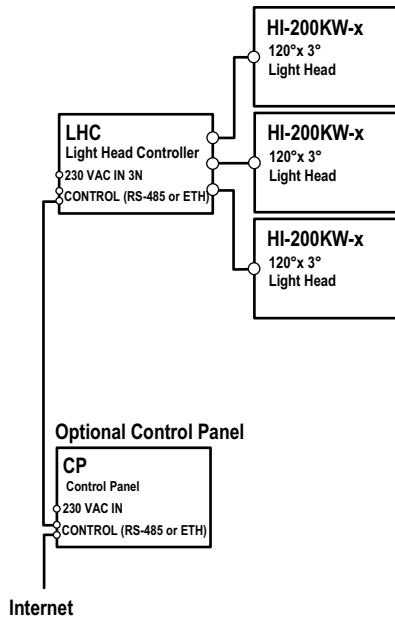 HI-200KW-x
120°x 3°
Light Head
LHC
Light Head Controller
230 VAC IN 3N
CONTROL (RS-485 or ETH)
HI-200KW-x
120°x 3°
Light Head
HI-200KW-x
120°x 3°
Light Head
Optional Control Panel
CP
Control Panel
230 VAC IN
CONTROL (RS-485 or ETH)
Internet